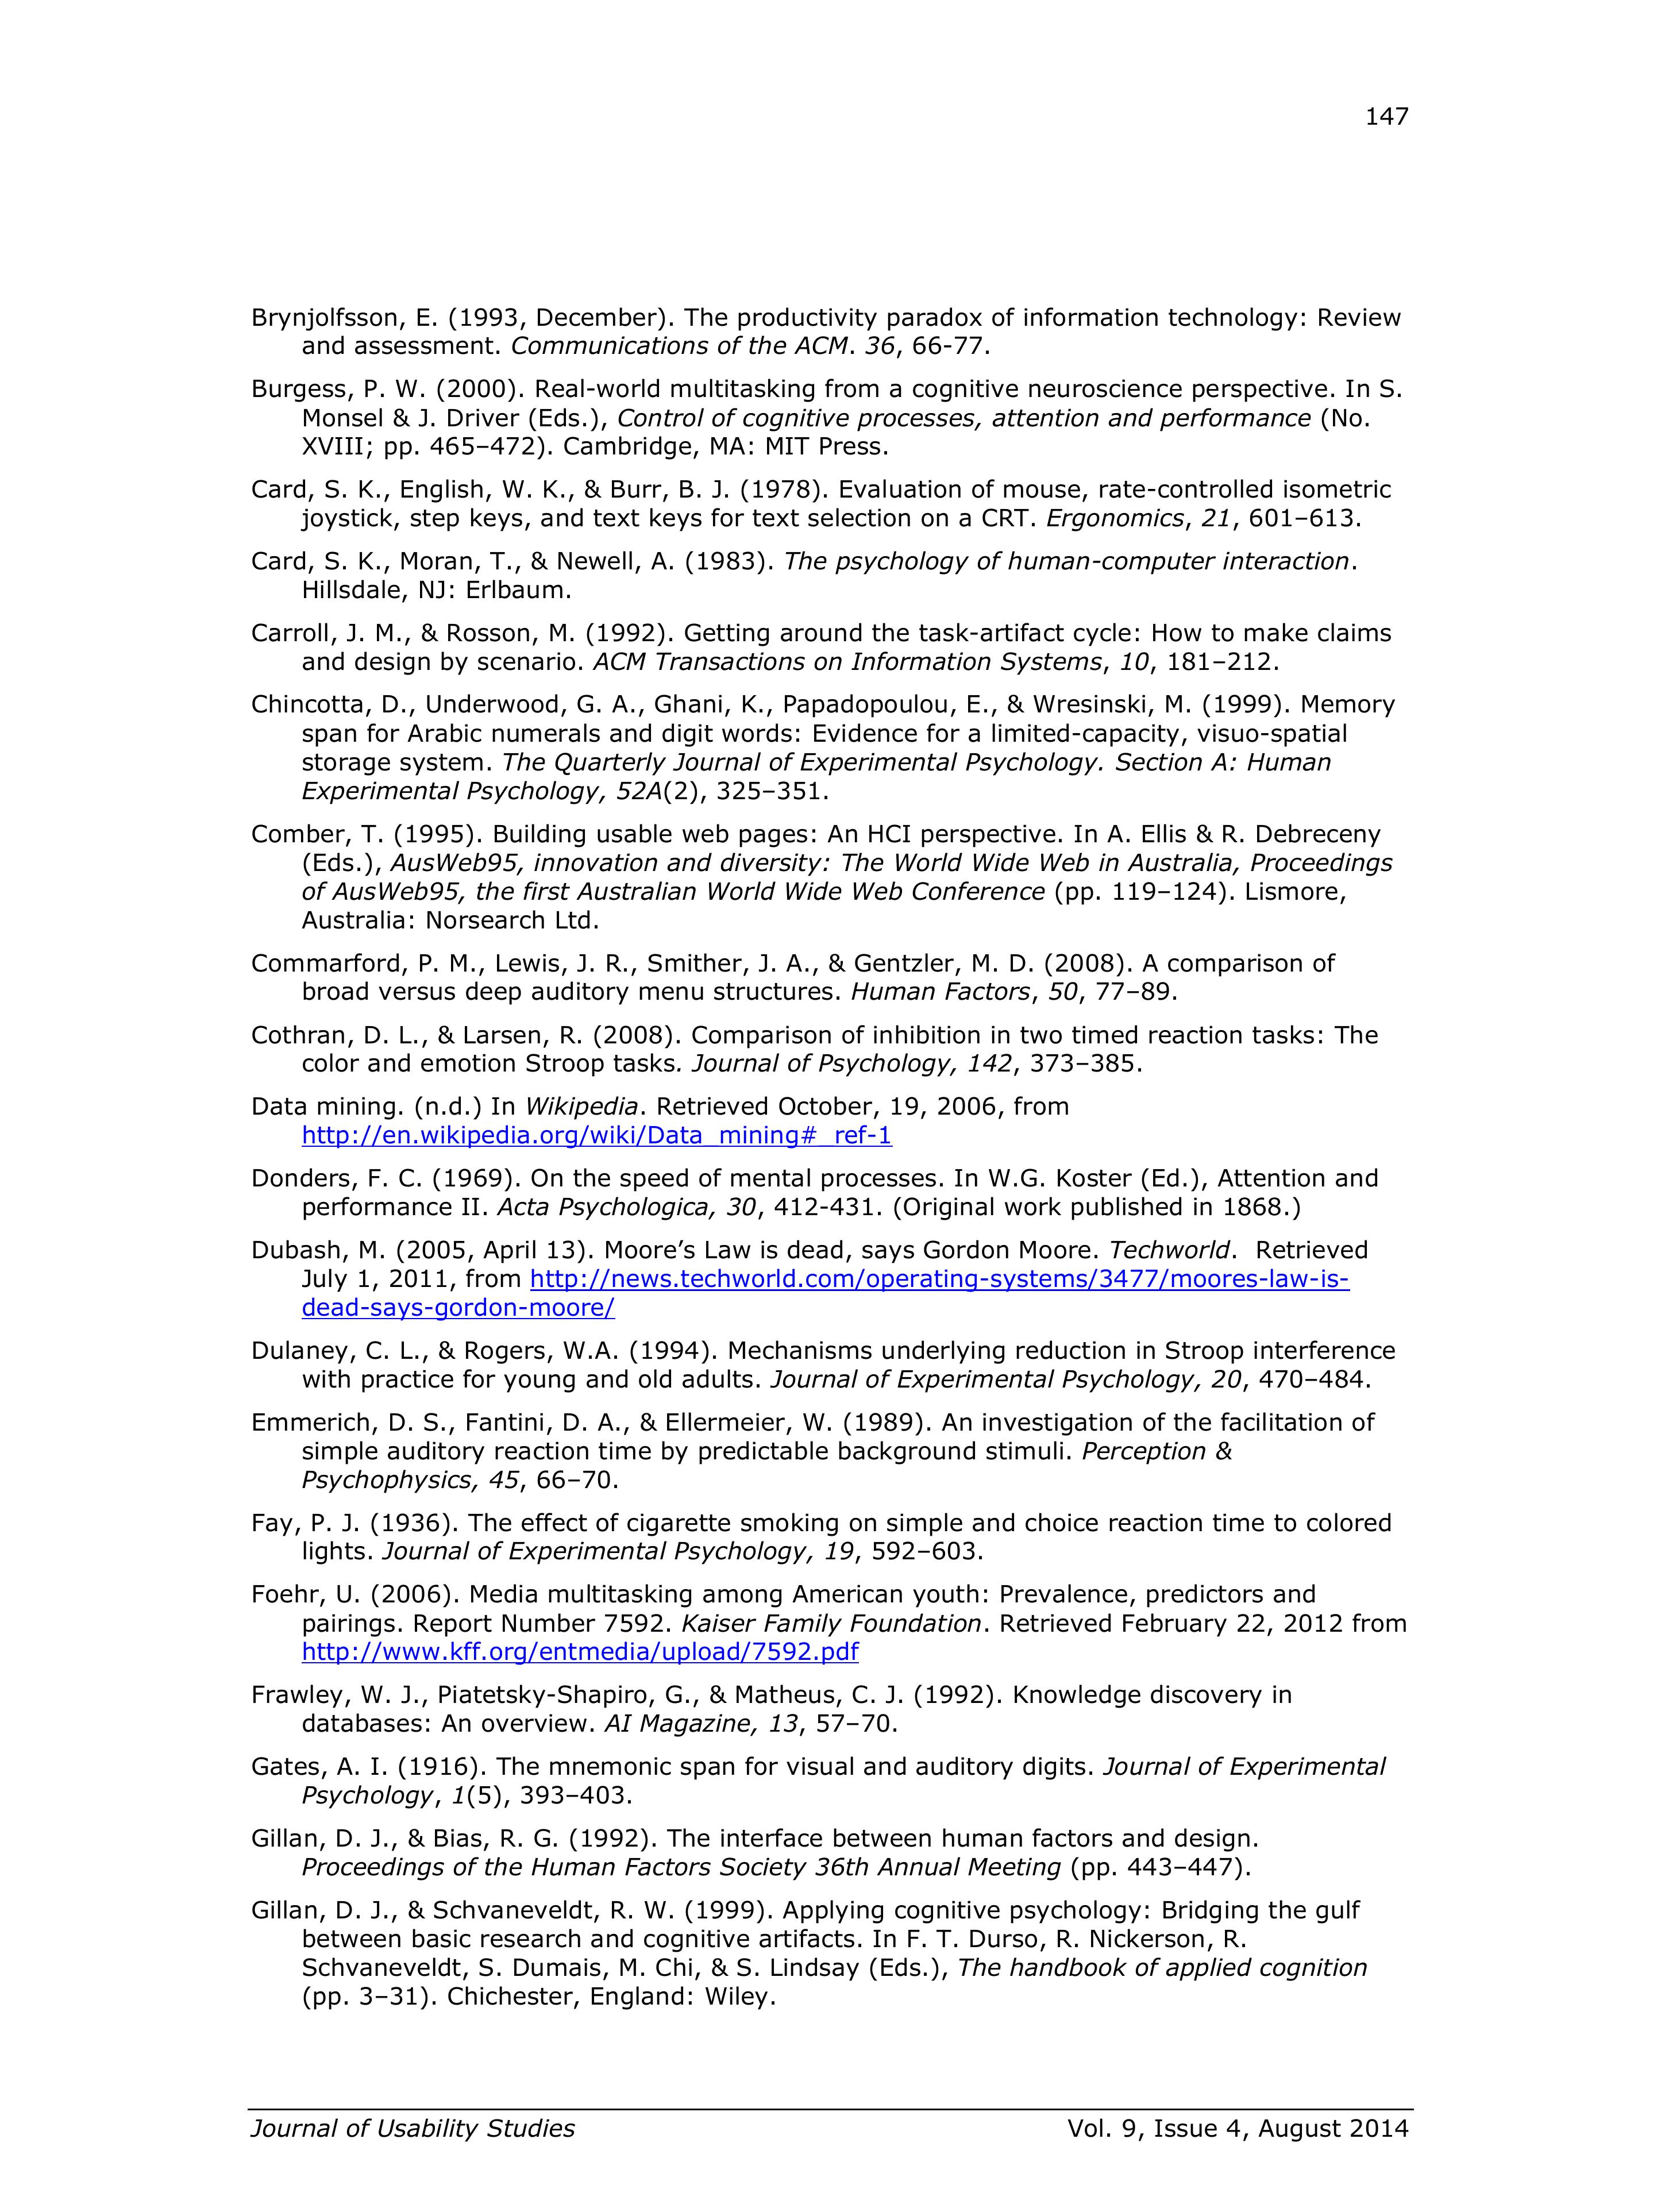 147
Brynjolfsson, E. (1993, December). The productivity paradox of information technology: Review
and assessment. Communications of the ACM. 36, 66-77.
Burgess, P. W. (2000). Real-world multitasking from a cognitive neuroscience perspective. In S.
Monsel & J. Driver (Eds.), Control of cognitive processes, attention and performance (No.
XVIII; pp. 465–472). Cambridge, MA: MIT Press.
Card, S. K., English, W. K., & Burr, B. J. (1978). Evaluation of mouse, rate-controlled isometric
joystick, step keys, and text keys for text selection on a CRT. Ergonomics, 21, 601–613.
Card, S. K., Moran, T., & Newell, A. (1983). The psychology of human-computer interaction.
Hillsdale, NJ: Erlbaum.
Carroll, J. M., & Rosson, M. (1992). Getting around the task-artifact cycle: How to make claims
and design by scenario. ACM Transactions on Information Systems, 10, 181–212.
Chincotta, D., Underwood, G. A., Ghani, K., Papadopoulou, E., & Wresinski, M. (1999). Memory
span for Arabic numerals and digit words: Evidence for a limited-capacity, visuo-spatial
storage system. The Quarterly Journal of Experimental Psychology. Section A: Human
Experimental Psychology, 52A(2), 325–351.
Comber, T. (1995). Building usable web pages: An HCI perspective. In A. Ellis & R. Debreceny
(Eds.), AusWeb95, innovation and diversity: The World Wide Web in Australia, Proceedings
of AusWeb95, the first Australian World Wide Web Conference (pp. 119–124). Lismore,
Australia: Norsearch Ltd.
Commarford, P. M., Lewis, J. R., Smither, J. A., & Gentzler, M. D. (2008). A comparison of
broad versus deep auditory menu structures. Human Factors, 50, 77–89.
Cothran, D. L., & Larsen, R. (2008). Comparison of inhibition in two timed reaction tasks: The
color and emotion Stroop tasks. Journal of Psychology, 142, 373–385.
Data mining. (n.d.) In Wikipedia. Retrieved October, 19, 2006, from
http://en.wikipedia.org/wiki/Data_mining#_ref-1
Donders, F. C. (1969). On the speed of mental processes. In W.G. Koster (Ed.), Attention and
performance II. Acta Psychologica, 30, 412-431. (Original work published in 1868.)
Dubash, M. (2005, April 13). Moore’s Law is dead, says Gordon Moore. Techworld.  Retrieved
July 1, 2011, from http://news.techworld.com/operating-systems/3477/moores-law-is-
dead-says-gordon-moore/
Dulaney, C. L., & Rogers, W.A. (1994). Mechanisms underlying reduction in Stroop interference
with practice for young and old adults. Journal of Experimental Psychology, 20, 470–484.
Emmerich, D. S., Fantini, D. A., & Ellermeier, W. (1989). An investigation of the facilitation of
simple auditory reaction time by predictable background stimuli. Perception &
Psychophysics, 45, 66–70.
Fay, P. J. (1936). The effect of cigarette smoking on simple and choice reaction time to colored
lights. Journal of Experimental Psychology, 19, 592–603.
Foehr, U. (2006). Media multitasking among American youth: Prevalence, predictors and
pairings. Report Number 7592. Kaiser Family Foundation. Retrieved February 22, 2012 from
http://www.kff.org/entmedia/upload/7592.pdf
Frawley, W. J., Piatetsky-Shapiro, G., & Matheus, C. J. (1992). Knowledge discovery in
databases: An overview. AI Magazine, 13, 57–70.
Gates, A. I. (1916). The mnemonic span for visual and auditory digits. Journal of Experimental
Psychology, 1(5), 393–403.
Gillan, D. J., & Bias, R. G. (1992). The interface between human factors and design.
Proceedings of the Human Factors Society 36th Annual Meeting (pp. 443–447).
Gillan, D. J., & Schvaneveldt, R. W. (1999). Applying cognitive psychology: Bridging the gulf
between basic research and cognitive artifacts. In F. T. Durso, R. Nickerson, R.
Schvaneveldt, S. Dumais, M. Chi, & S. Lindsay (Eds.), The handbook of applied cognition
(pp. 3–31). Chichester, England: Wiley.
Journal of Usability Studies Vol. 9, Issue 4, August 2014